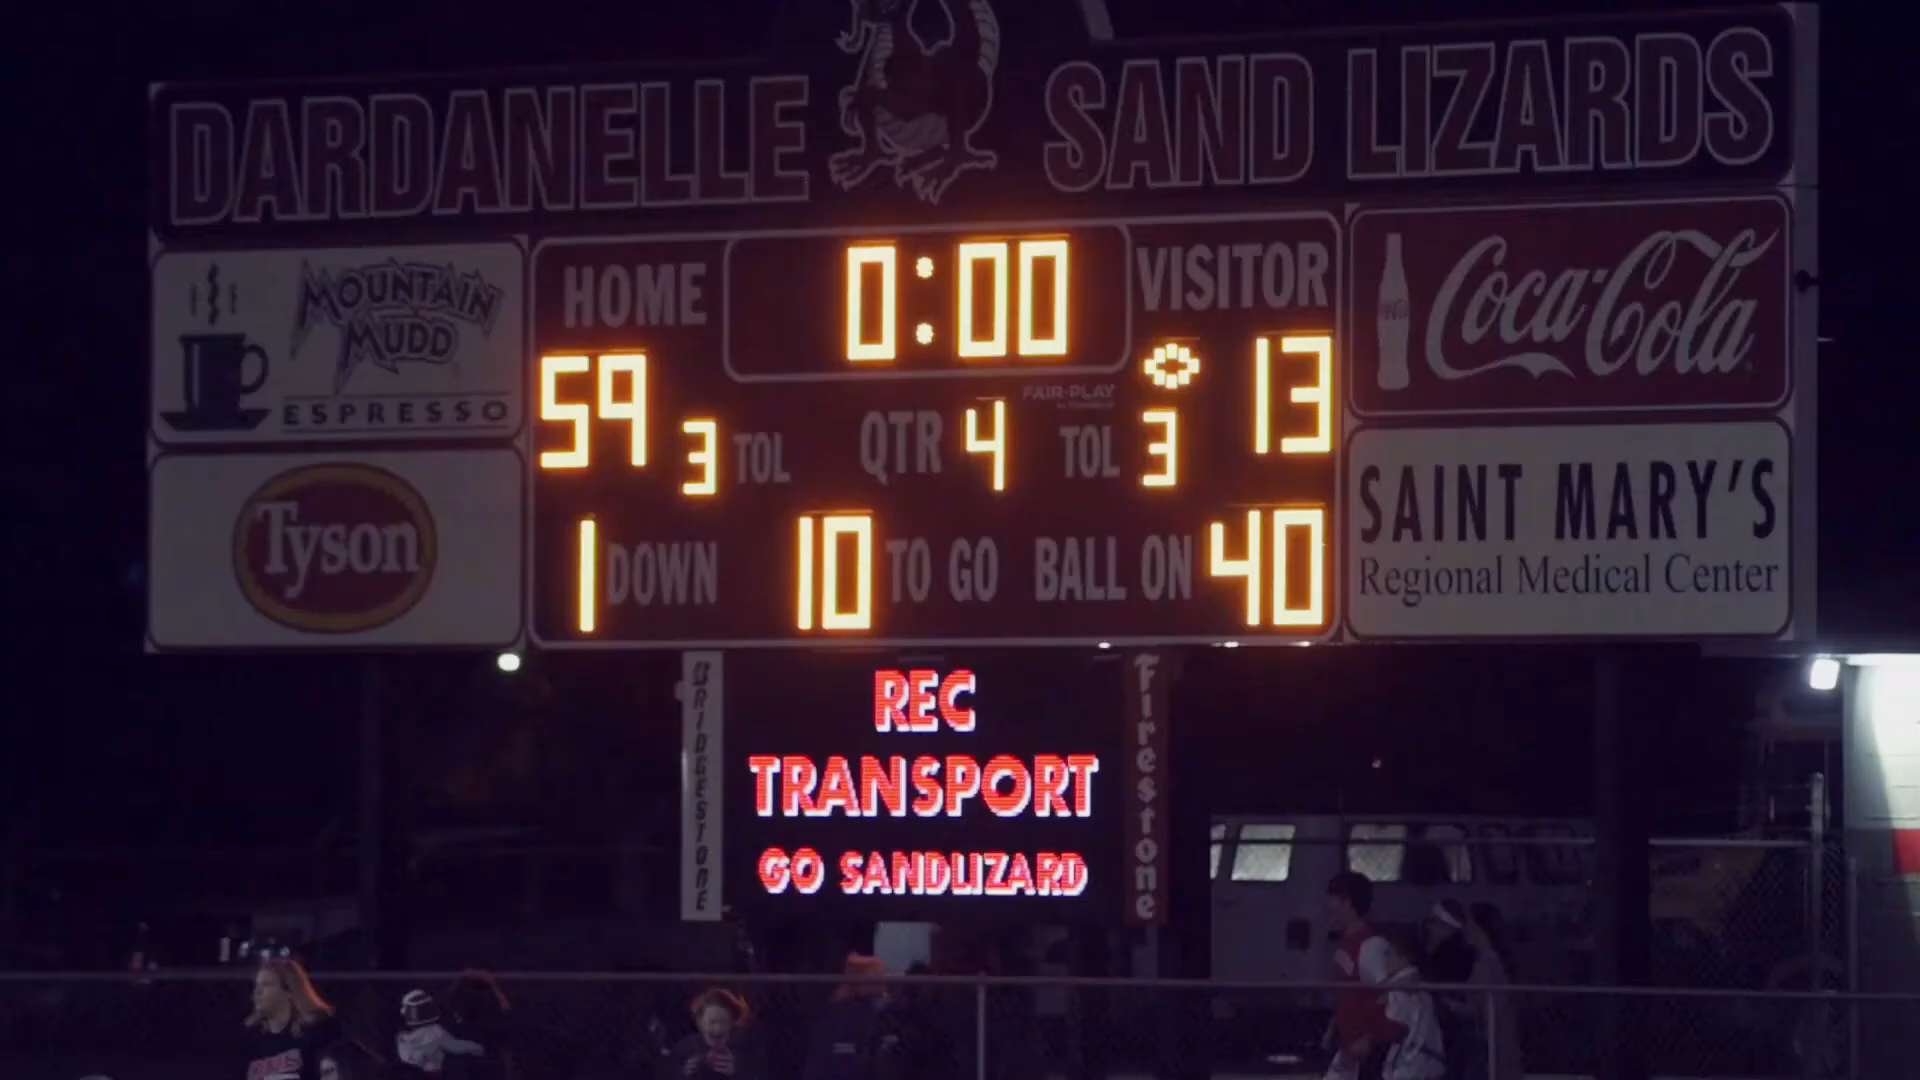 DARDANELLE SAND LIZARDS
MOUNTAIN
MUDD
ESPRESSO
HOME 0:00 VISITOR
Coca-Cola
59 13
FAIR-PLAY
3 TOL QTR 4 TOL 3
Tyson
SAINT MARY'S
Regional Medical Center
1 DOWN 10 TO GO BALL ON 40
BRIDGESTONE
Firestone
REC
TRANSPORT
GO SANDLIZARD